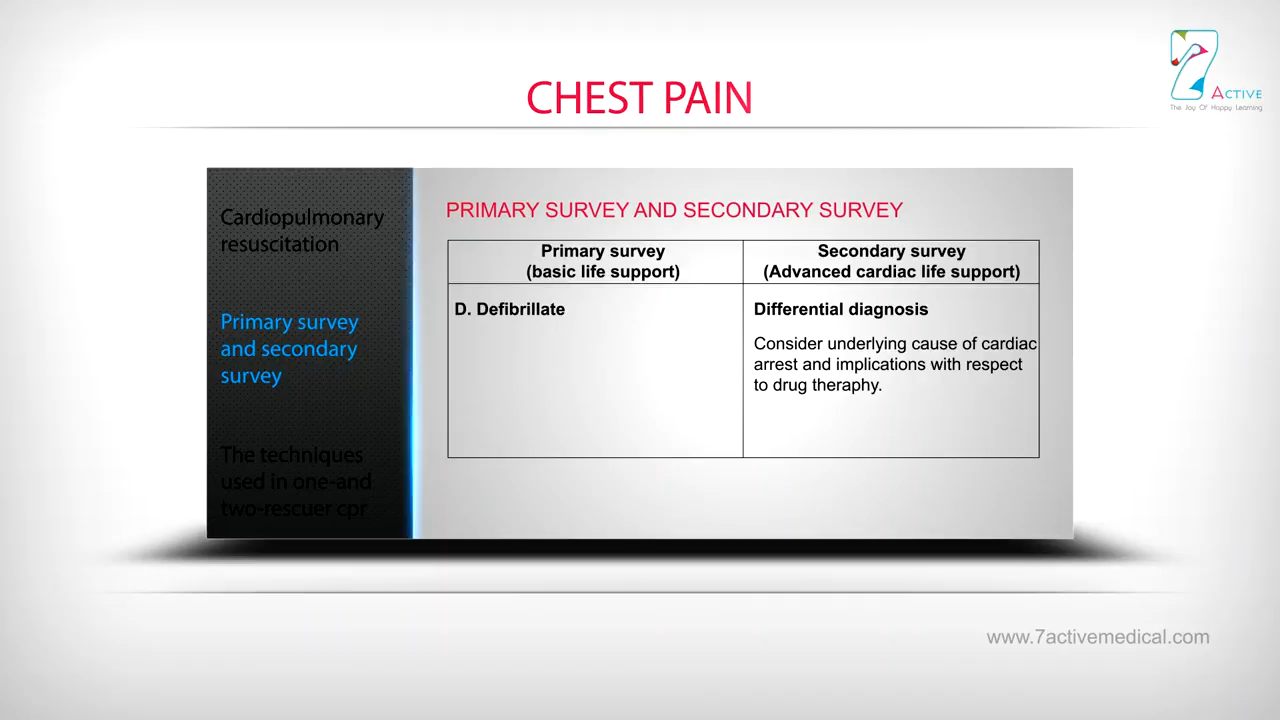 CHEST PAIN
7 ACTIVE
The Joy Of Happy Learning
Cardiopulmonary
resuscitation
Primary survey
and secondary
survey
The techniques
used in one-and
two-rescuer cpr
PRIMARY SURVEY AND SECONDARY SURVEY
Primary survey
(basic life support)
Secondary survey
(Advanced cardiac life support)
D. Defibrillate
Differential diagnosis
Consider underlying cause of cardiac
arrest and implications with respect
to drug theraphy.
www.7activemedical.com